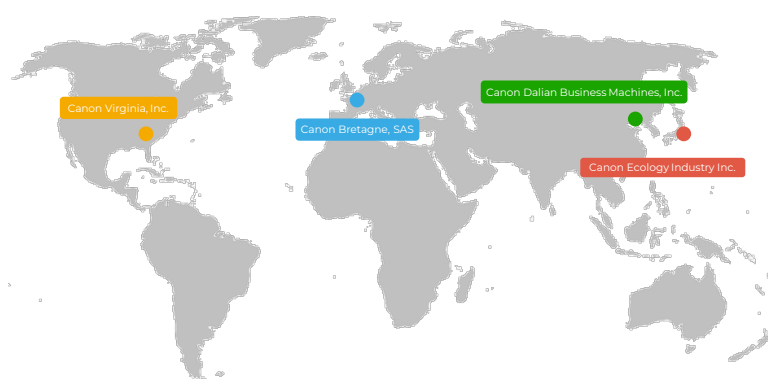 Canon Dalian Business Machines, Inc.
Canon Virginia, Inc.
Canon Bretagne, SAS
Canon Ecology Industry Inc.